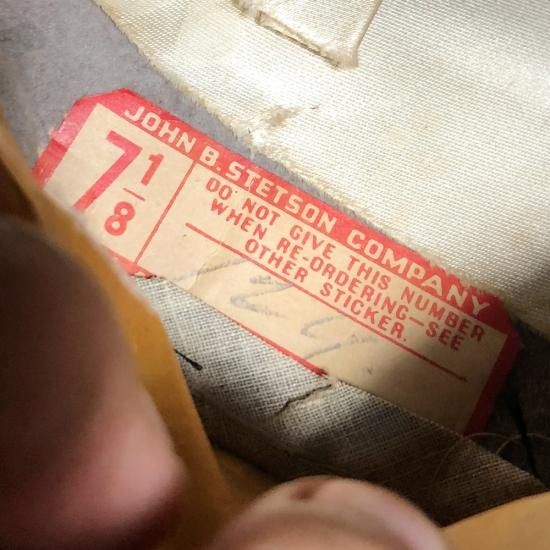 JOHN B. STETSON COMPANY
7 1/8
DO NOT GIVE THIS NUMBER
WHEN RE-ORDERING—SEE
OTHER STICKER.